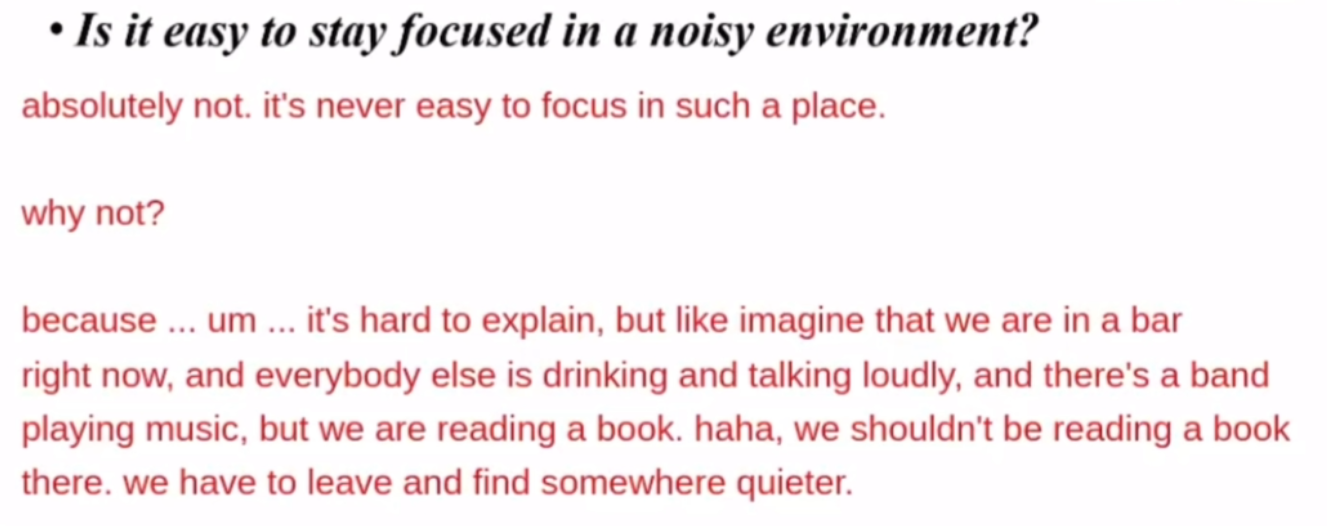 • Is it easy to stay focused in a noisy environment?
absolutely not. it's never easy to focus in such a place.
why not?
because ... um ... it's hard to explain, but like imagine that we are in a bar
right now, and everybody else is drinking and talking loudly, and there's a band
playing music, but we are reading a book. haha, we shouldn't be reading a book
there. we have to leave and find somewhere quieter.